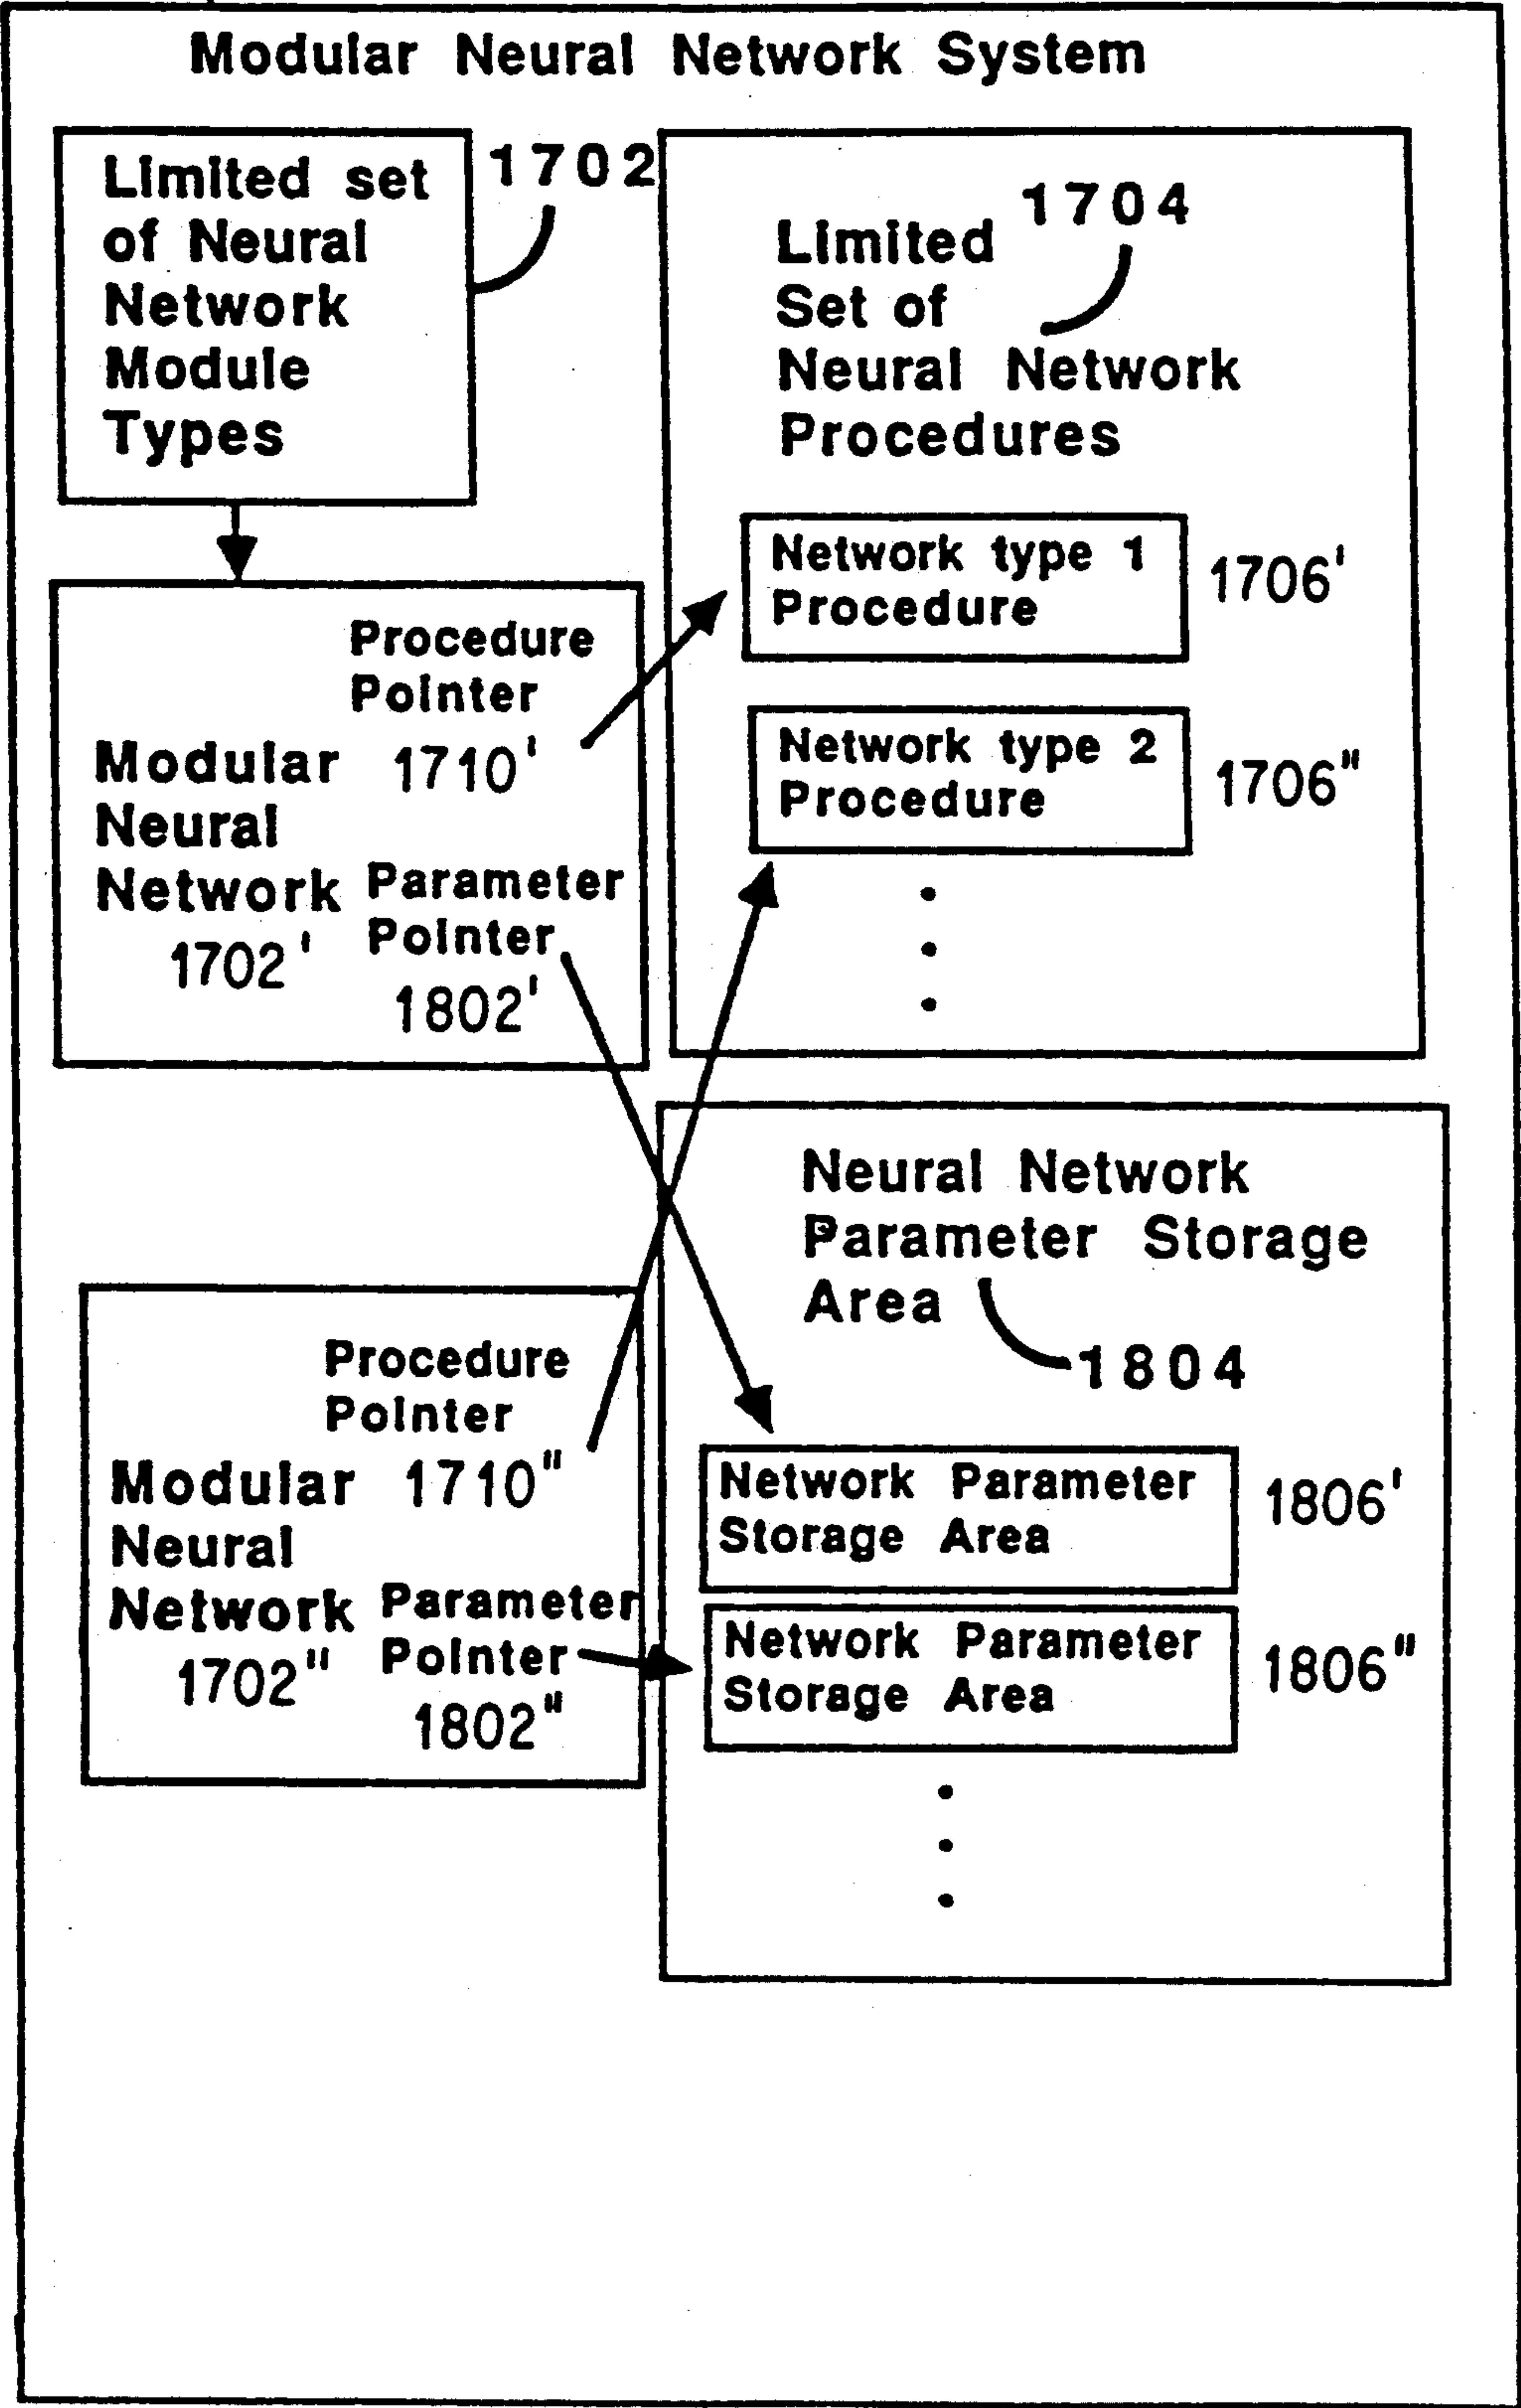 Modular Neural Network System
Limited set
of Neural
Network
Module
Types
1702
Limited
Set of
Neural Network
Procedures
1704
Network type 1
Procedure
1706'
Network type 2
Procedure
1706"
Procedure
Pointer
1710'
Modular
Neural
Network
1702'
Parameter
Pointer
1802'
Neural Network
Parameter Storage
Area
1804
Procedure
Pointer
1710"
Modular
Neural
Network
1702"
Parameter
Pointer
1802"
Network Parameter
Storage Area
1806'
Network Parameter
Storage Area
1806"